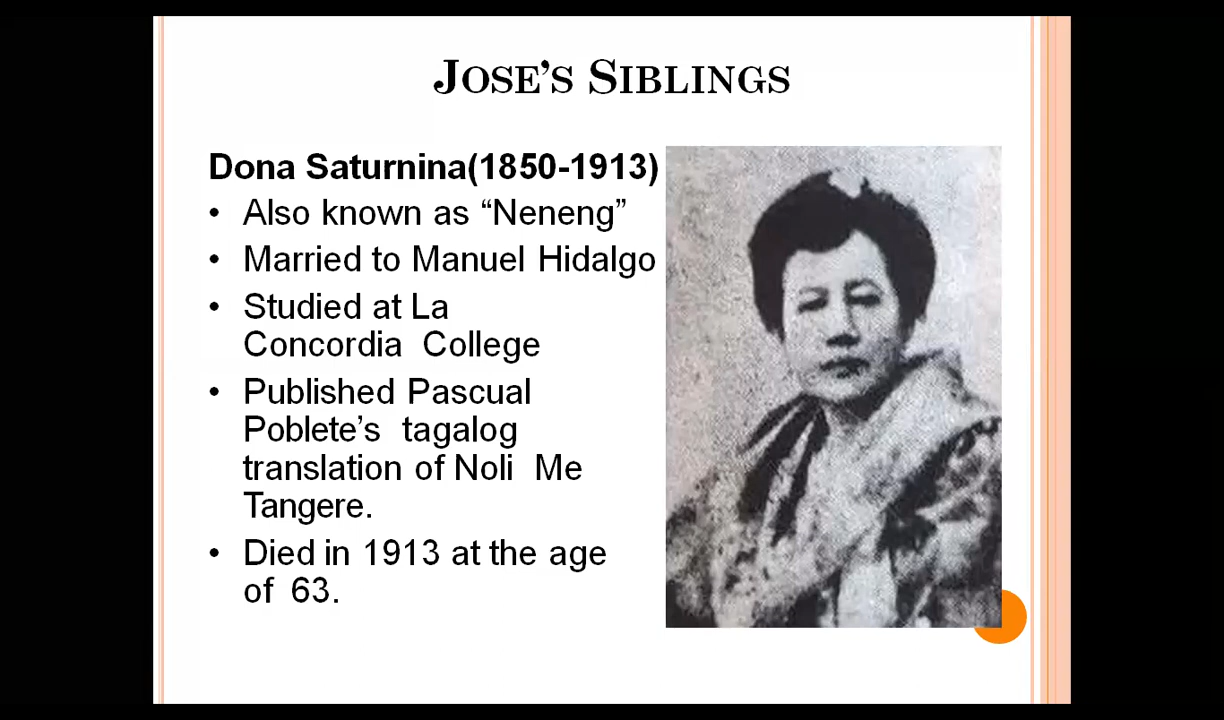 JOSE'S SIBLINGS
Dona Saturnina(1850-1913)
• Also known as “Neneng”
• Married to Manuel Hidalgo
• Studied at La
Concordia College
• Published Pascual
Poblete’s tagalog
translation of Noli Me
Tangere.
• Died in 1913 at the age
of 63.